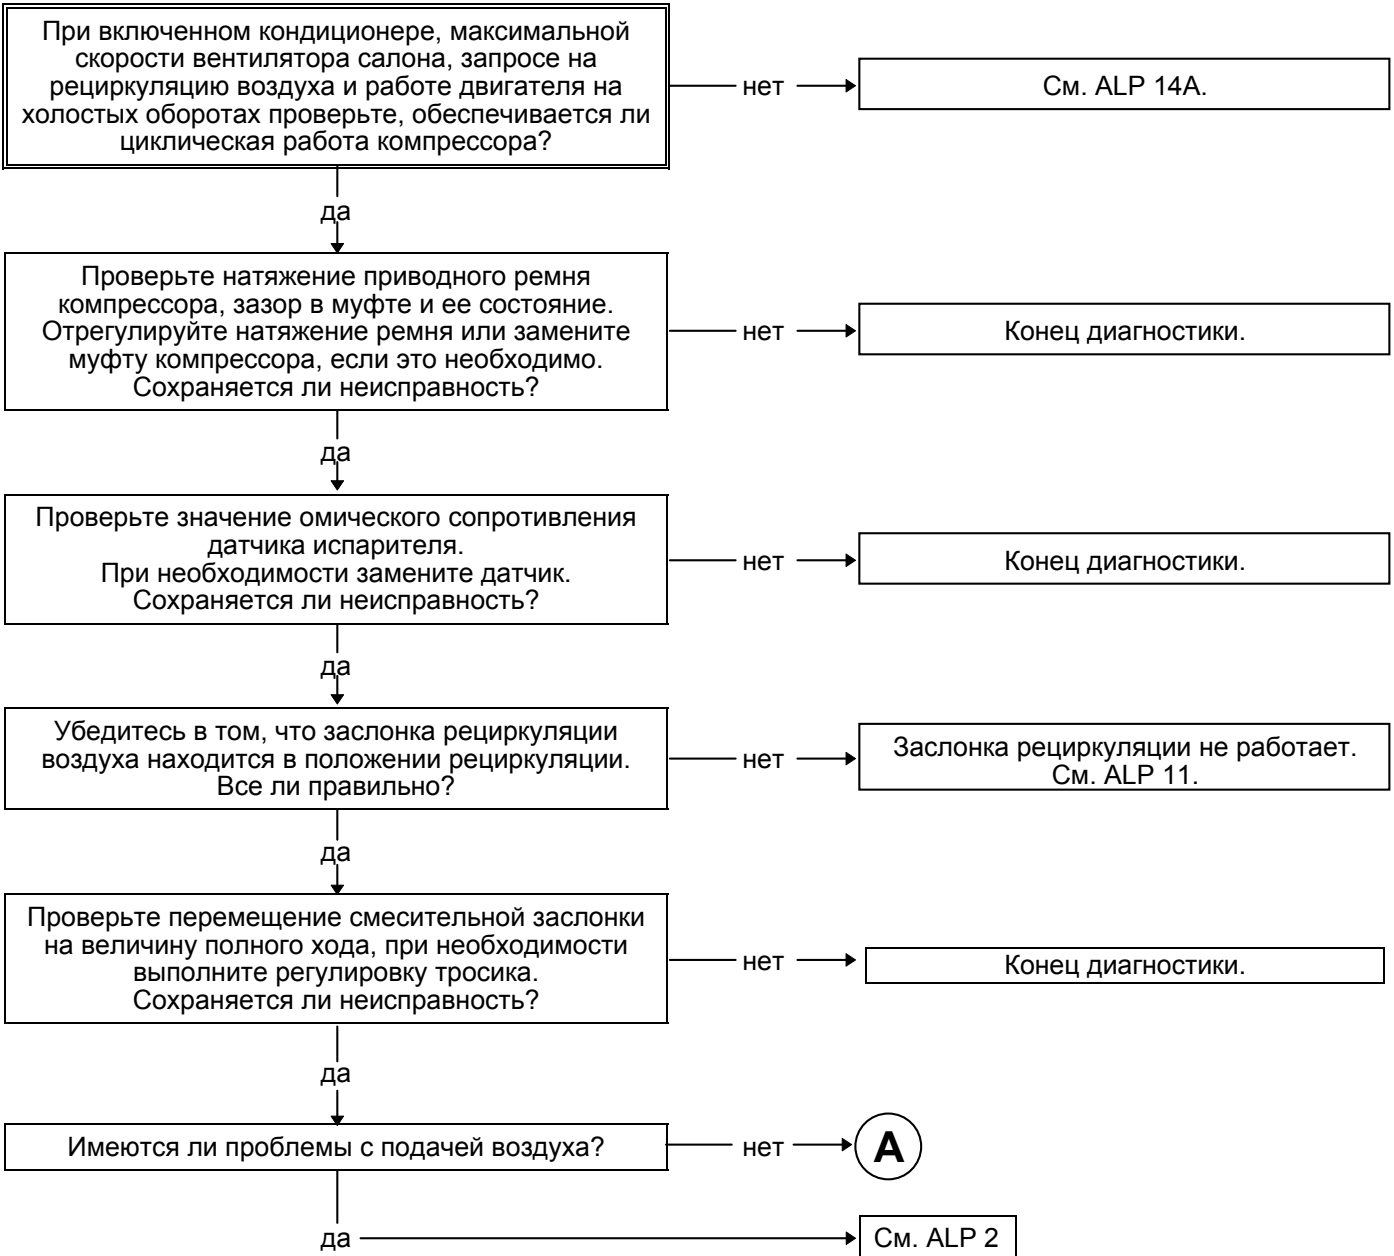 При включенном кондиционере, максимальной
скорости вентилятора салона, запросе на
рециркуляцию воздуха и работе двигателя на
холостых оборотах проверьте, обеспечивается ли
циклическая работа компрессора?
нет
См. ALP 14A.
да
Проверьте натяжение приводного ремня
компрессора, зазор в муфте и ее состояние.
Отрегулируйте натяжение ремня или замените
муфту компрессора, если это необходимо.
Сохраняется ли неисправность?
нет
Конец диагностики.
да
Проверьте значение омического сопротивления
датчика испарителя.
При необходимости замените датчик.
Сохраняется ли неисправность?
нет
Конец диагностики.
да
Убедитесь в том, что заслонка рециркуляции
воздуха находится в положении рециркуляции.
Все ли правильно?
нет
Заслонка рециркуляции не работает.
См. ALP 11.
да
Проверьте перемещение смесительной заслонки
на величину полного хода, при необходимости
выполните регулировку тросика.
Сохраняется ли неисправность?
нет
Конец диагностики.
да
Имеются ли проблемы с подачей воздуха?
нет
A
да
См. ALP 2